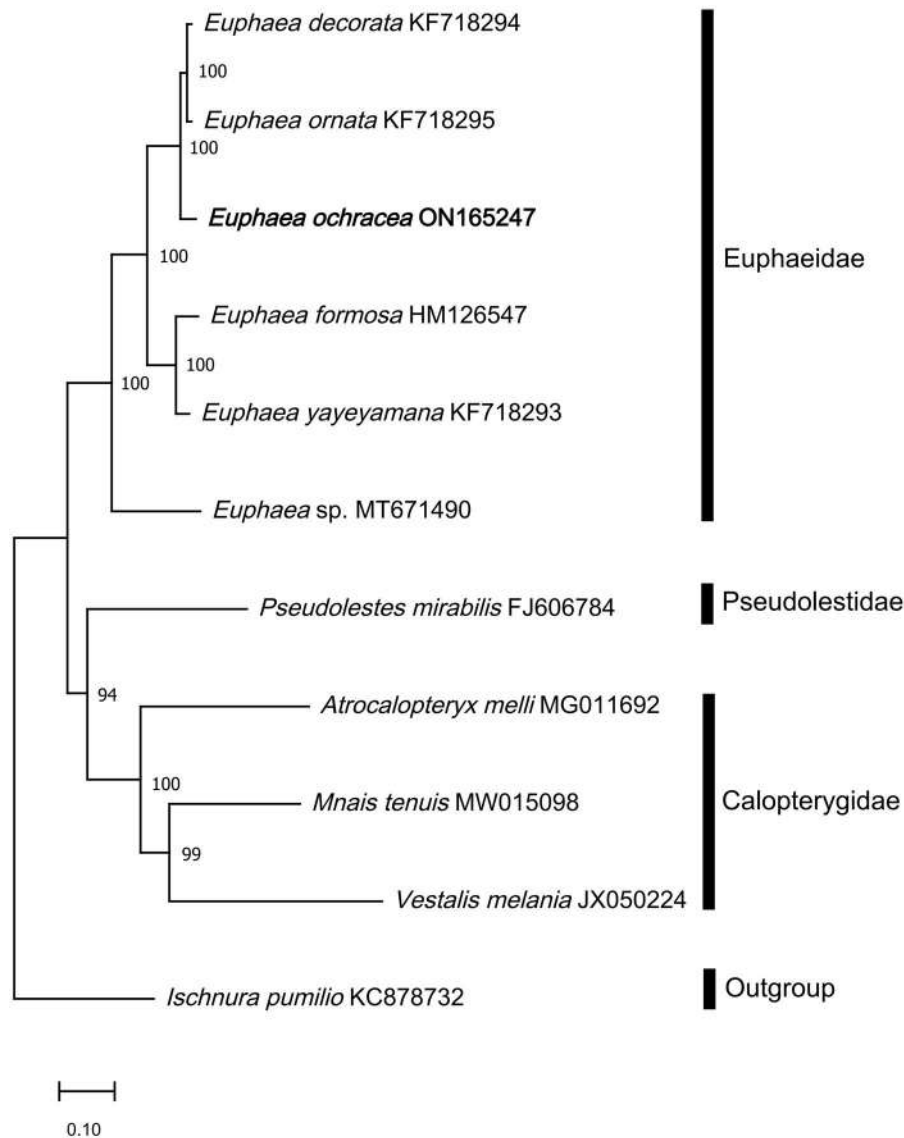 Euphaea decorata KF718294
100
Euphaea ornata KF718295
100
Euphaea ochracea ON165247
100
Euphaeidae
Euphaea formosa HM126547
100
100
Euphaea yayeyamana KF718293
Euphaea sp. MT671490
Pseudolestes mirabilis FJ606784
Pseudolestidae
94
Atrocalopteryx melli MG011692
100
Mnais tenuis MW015098
Calopterygidae
99
Vestalis melania JX050224
Ischnura pumilio KC878732
Outgroup
0.10